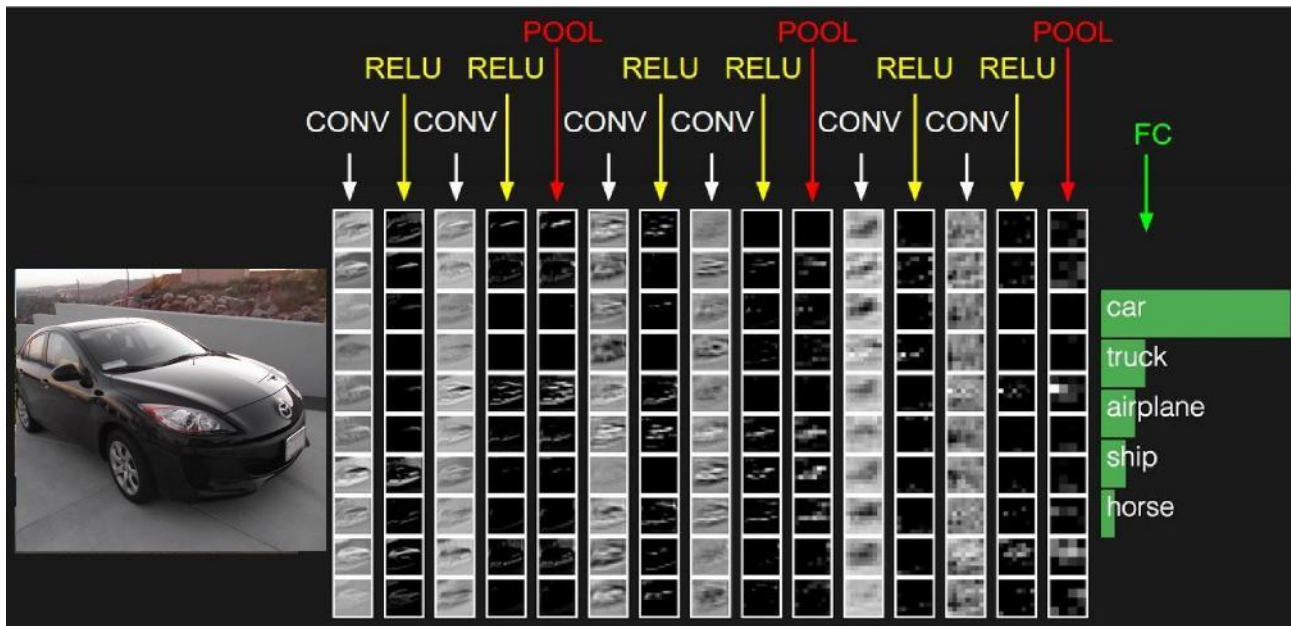 POOL POOL POOL
RELU RELU RELU RELU RELU RELU
CONV CONV CONV CONV CONV CONV
FC
car
truck
airplane
ship
horse